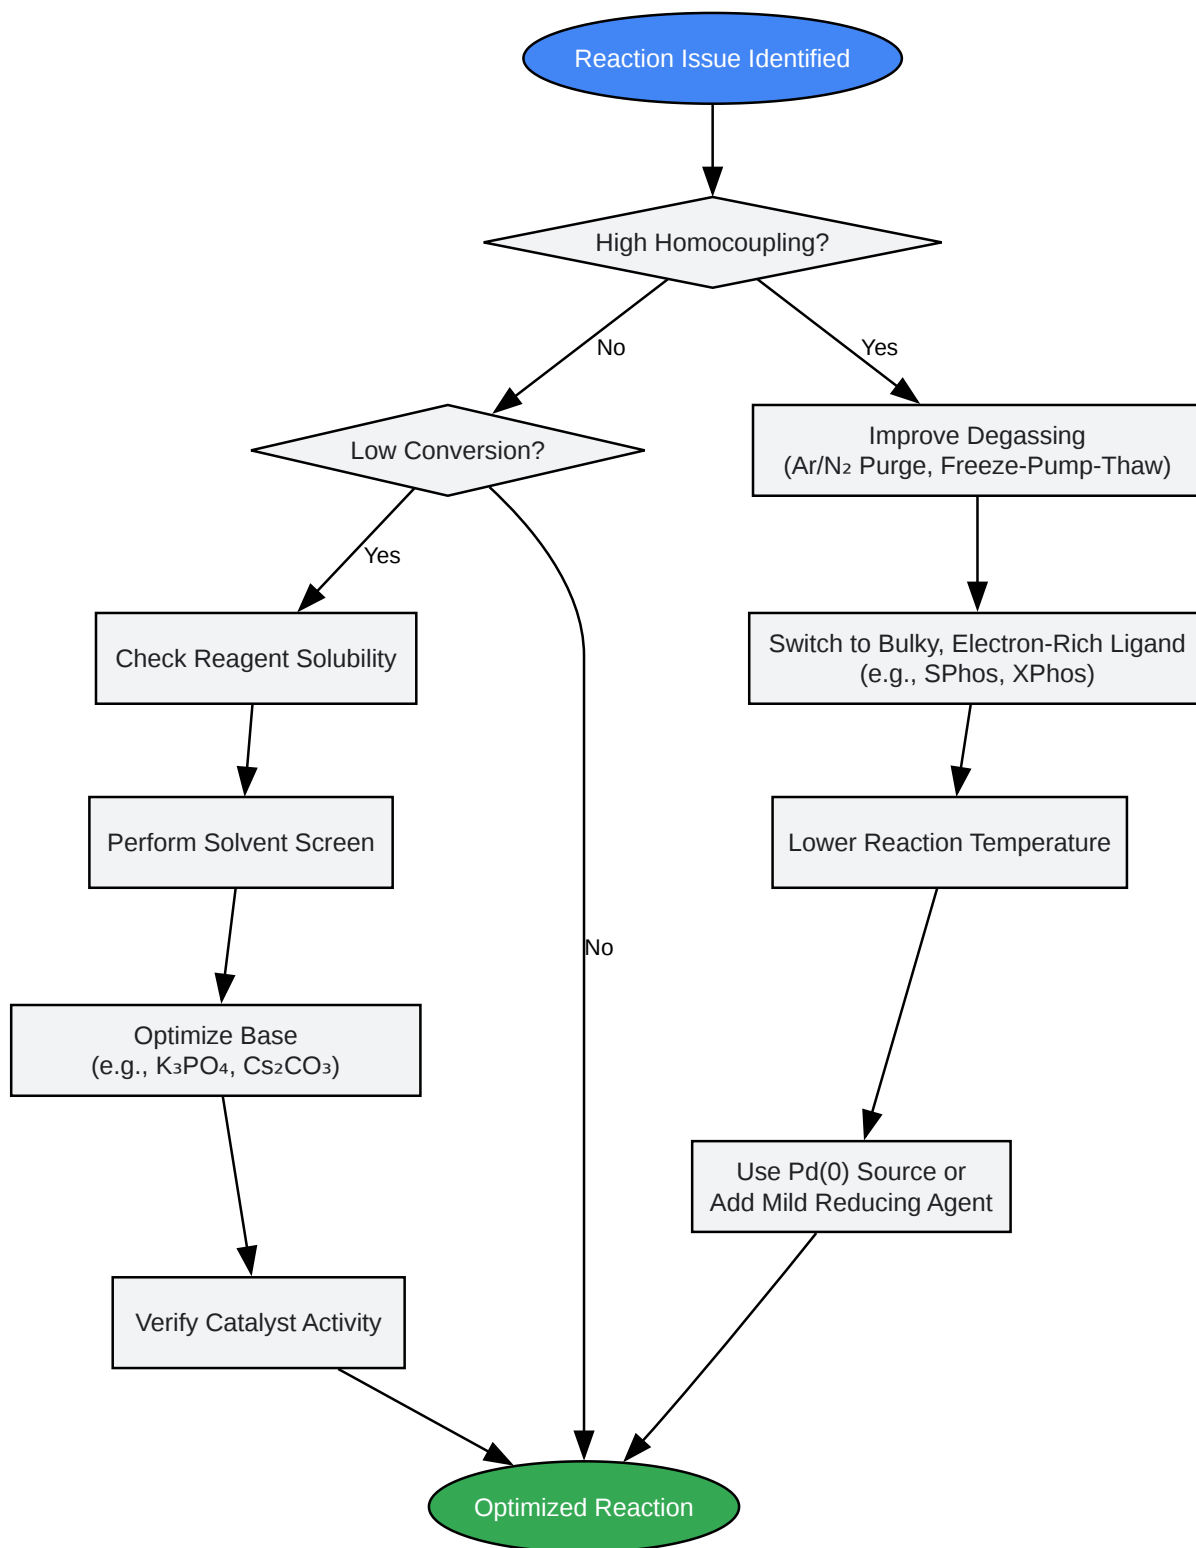 Reaction Issue Identified
High Homocoupling?
No
Yes
Low Conversion?
Improve Degassing
(Ar/N₂ Purge, Freeze-Pump-Thaw)
Yes
Check Reagent Solubility
Switch to Bulky, Electron-Rich Ligand
(e.g., SPhos, XPhos)
Perform Solvent Screen
Lower Reaction Temperature
No
Optimize Base
(e.g., K₃PO₄, Cs₂CO₃)
Use Pd(0) Source or
Add Mild Reducing Agent
Verify Catalyst Activity
Optimized Reaction